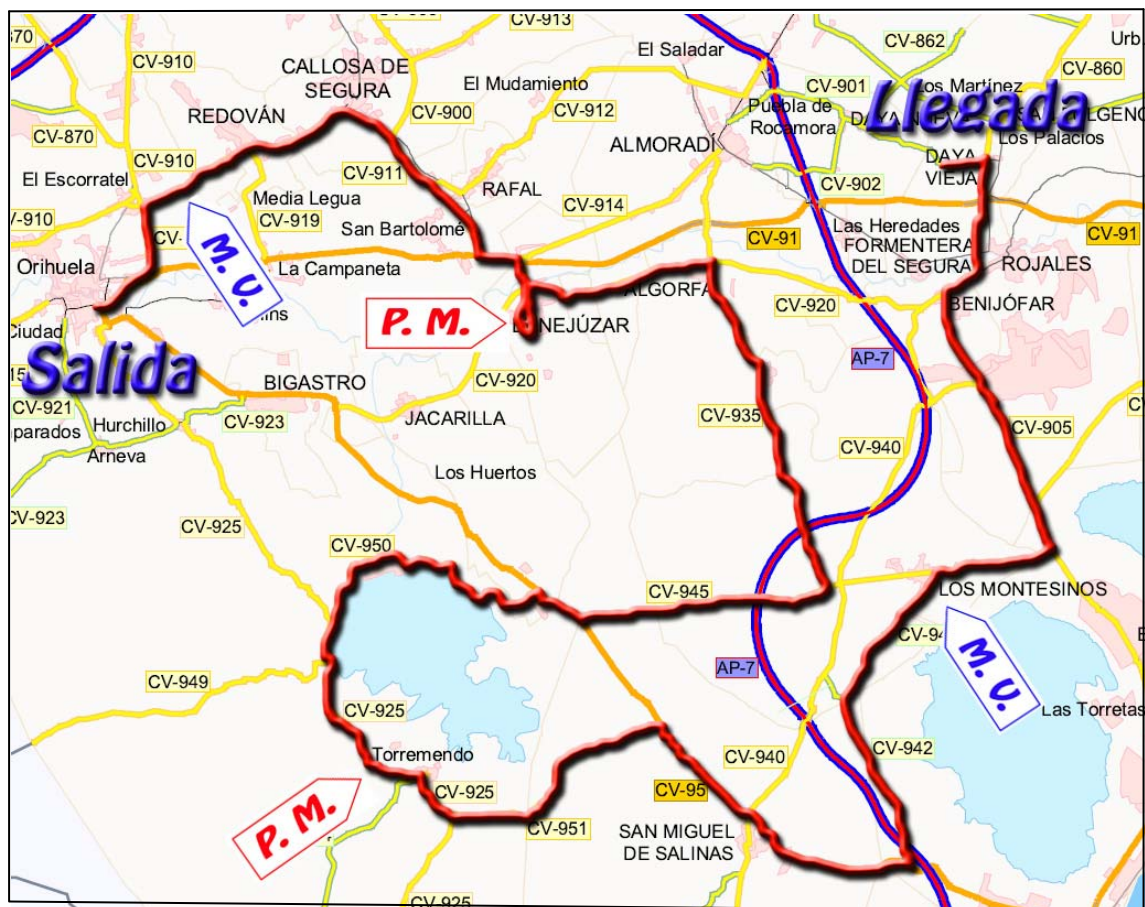 CV-913
CV-910
CV-862
Urb
El Saladar
CALLOSA DE
SEGURA
CV-860
El Mudamiento
CV-901
Los Martínez
CV-900
CV-912
Puebla de
Rocamora
Llegada
REDOVÁN
CV-870
ALMORADÍ
Los Palacios
CV-910
DAYA
VIEJA
CV-911
CV-902
El Escorratel
RAFAL
Media Legua
CV-914
CV-919
San Bartolomé
Las Heredades
CV-91
CV-91
FORMENTERA
DEL SEGURA
M. V.
Orihuela
La Campaneta
ROJALES
ALGORFA
CV-920
BENIJÓFAR
P. M.
Ciudad
Salida
AP-7
CV-920
BIGASTRO
CV-921
CV-923
JACARILLA
CV-935
CV-905
Hurchillo
Arneva
CV-940
Los Huertos
CV-923
CV-925
CV-950
CV-945
LOS MONTESINOS
M. V.
AP-7
CV-949
CV-925
Las Torretas
Torremendo
CV-940
CV-942
CV-925
CV-95
P. M.
CV-951
SAN MIGUEL
DE SALINAS
CV-925